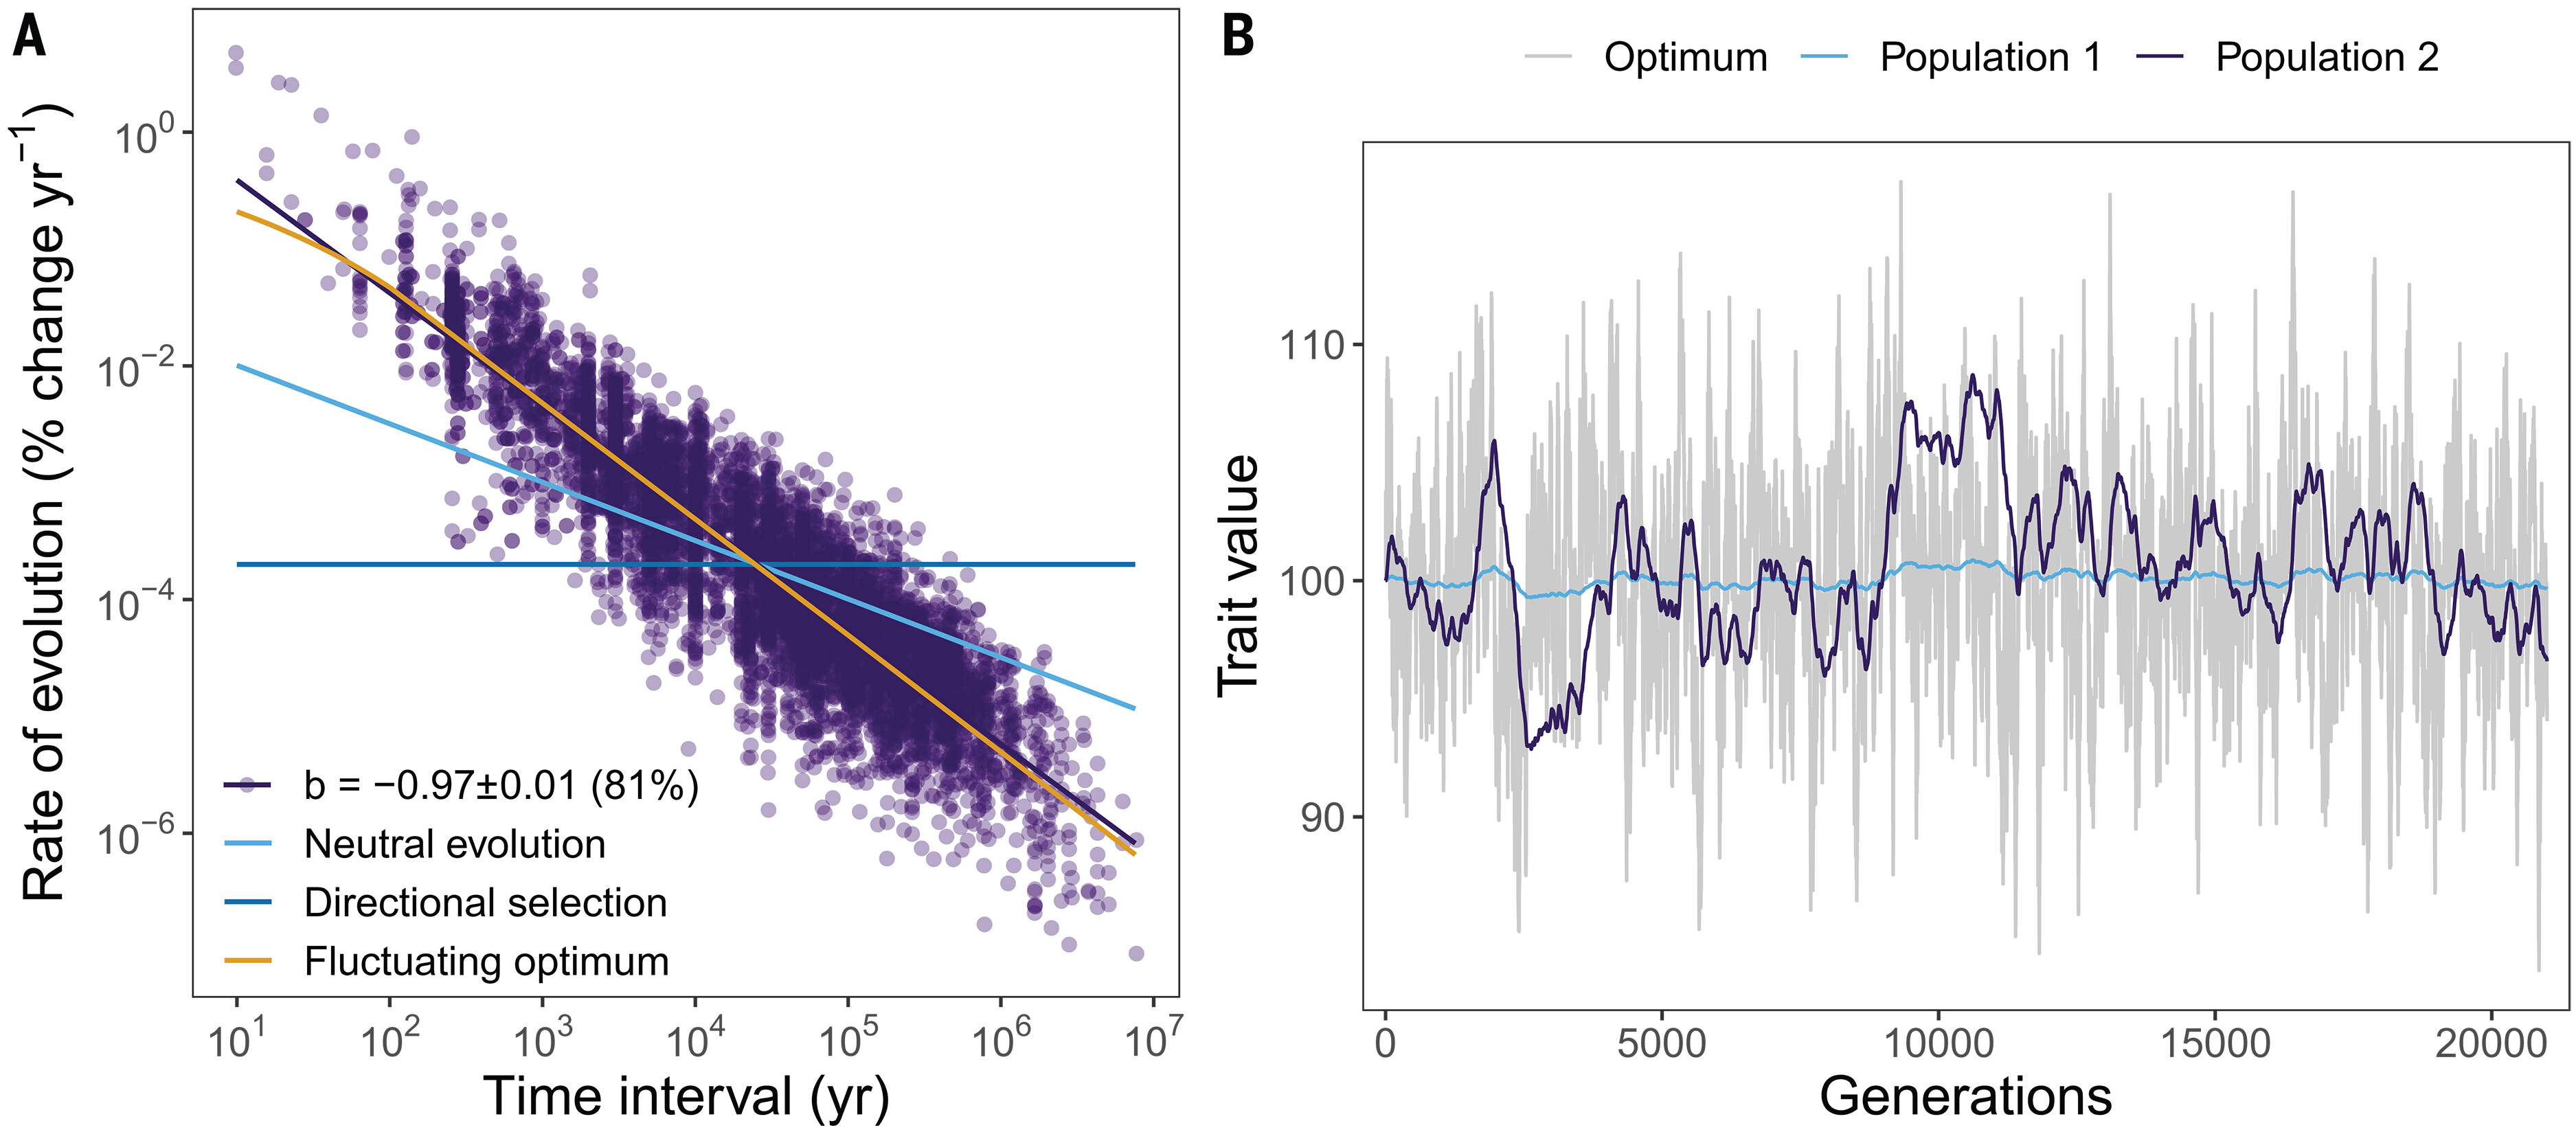 A
Rate of evolution (% change yr⁻¹)
10⁰
10⁻²
10⁻⁴
10⁻⁶
b = −0.97±0.01 (81%)
Neutral evolution
Directional selection
Fluctuating optimum
10¹ 10² 10³ 10⁴ 10⁵ 10⁶ 10⁷
Time interval (yr)
B
Optimum Population 1 Population 2
Trait value
110
100
90
0 5000 10000 15000 20000
Generations